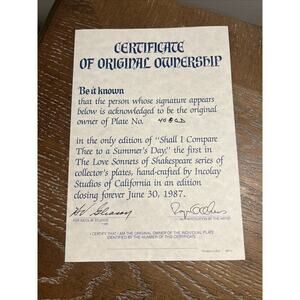 CERTIFICATE
OF ORIGINAL OWNERSHIP
Be it known
that the person whose signature appears
below is acknowledged to be the original
owner of Plate No.
in the only edition of "Shall I Compare
Thee to a Summer's Day," the first in
The Love Sonnets of Shakespeare series
of collector's plates, hand-crafted by Incolay
Studios of California in an edition
closing forever June 30, 1987.
FOR INCOLAY STUDIOS
I CERTIFY THAT I AM THE ORIGINAL OWNER OF THE INDIVIDUAL PLATE
IDENTIFIED BY THE NUMBER OF THIS CERTIFICATE